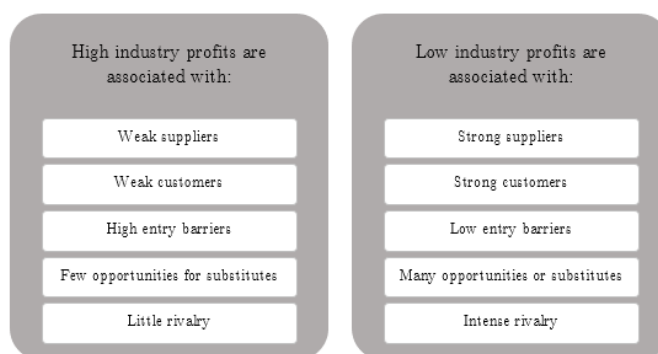 High industry profits are
associated with:
Weak suppliers
Weak customers
High entry barriers
Few opportunities for substitutes
Little rivalry
Low industry profits are
associated with:
Strong suppliers
Strong customers
Low entry barriers
Many opportunities or substitutes
Intense rivalry